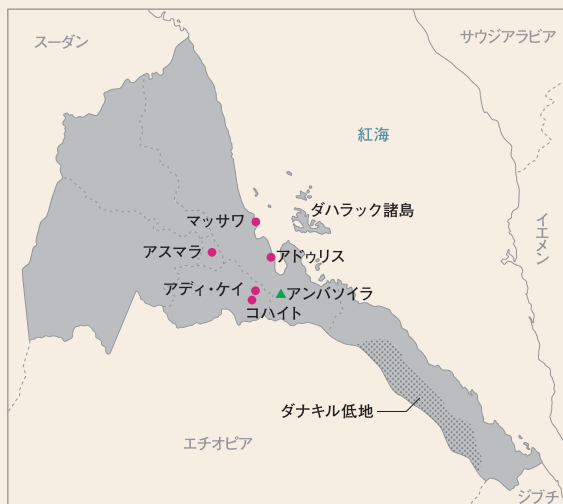 スーダン
サウジアラビア
紅海
ダハラック諸島
マッサワ
イエメン
アスマラ
アドゥリス
アディ・ケイ
アンバソイラ
コハイト
ダナキル低地
エチオピア
ジブチ